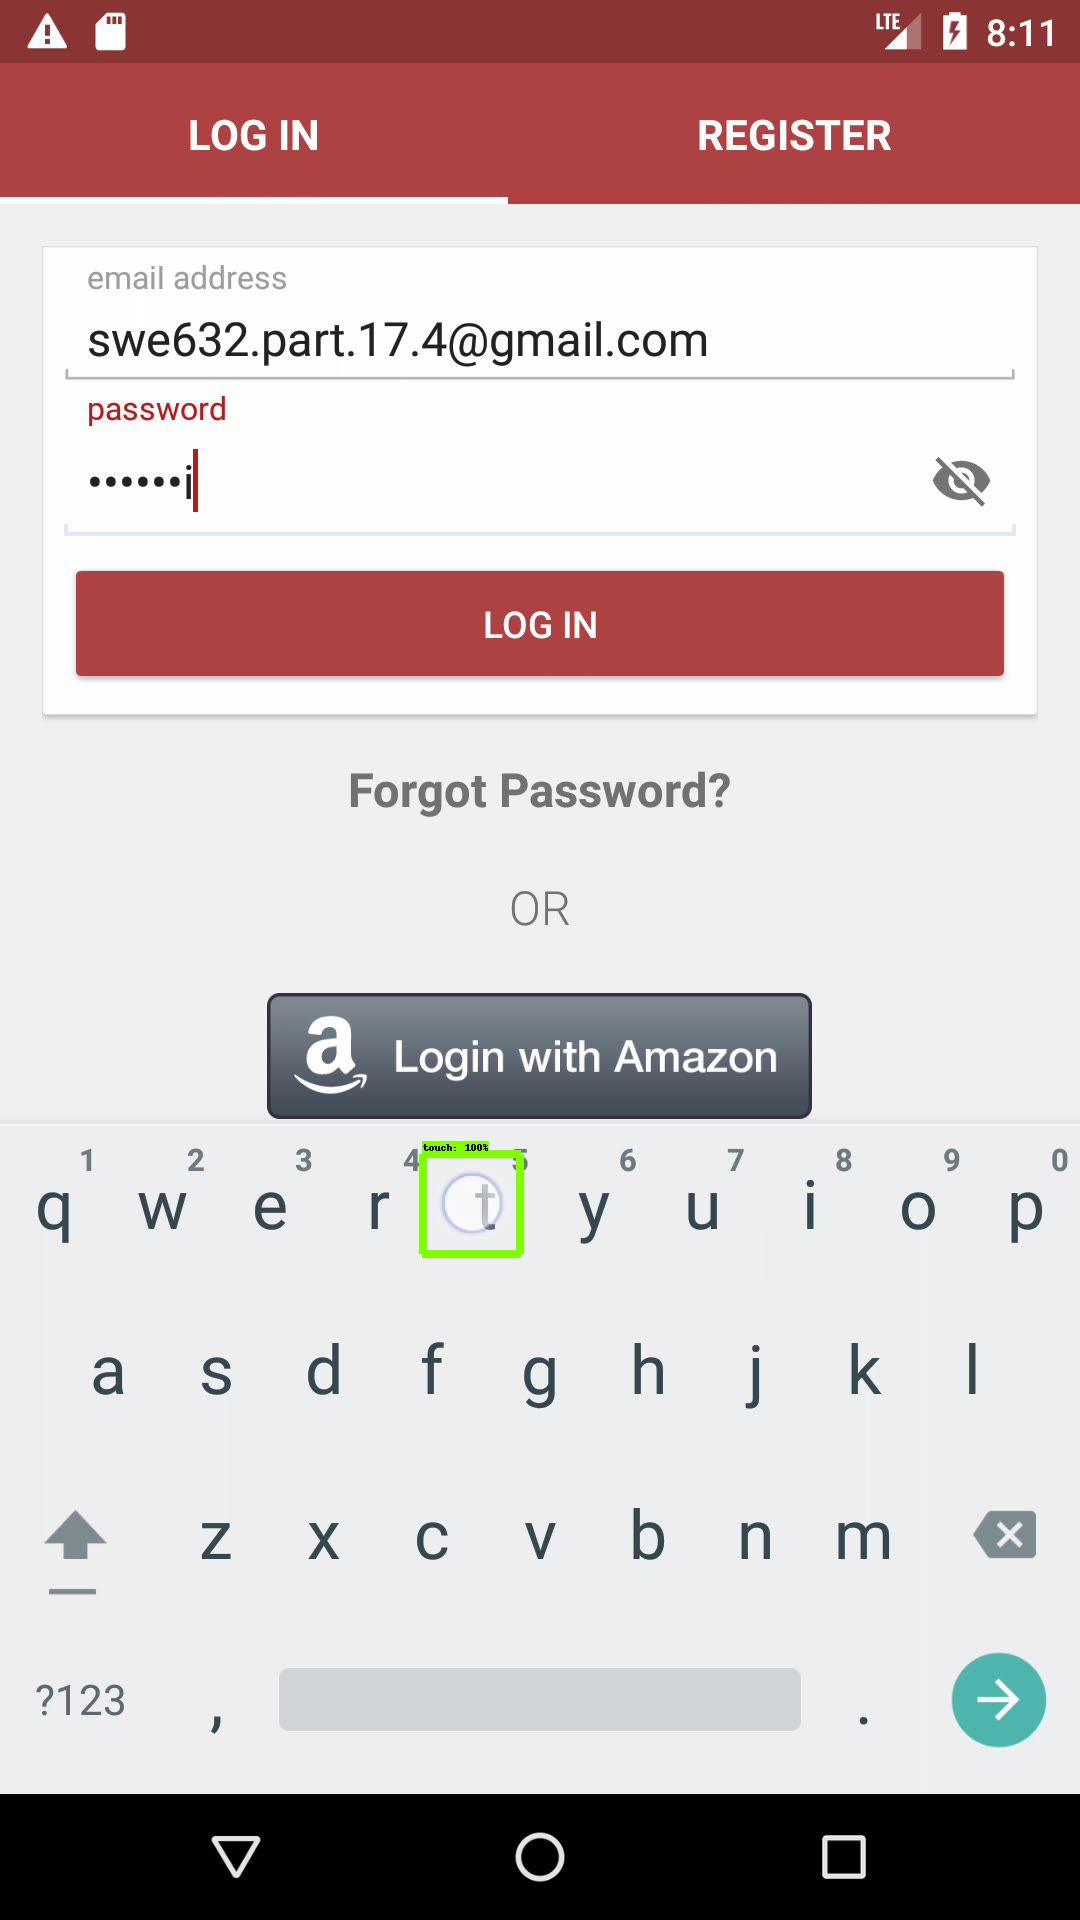 LTE 8:11
LOG IN REGISTER
email address
swe632.part.17.4@gmail.com
password
••••••i
LOG IN
Forgot Password?
OR
a Login with Amazon
touch: 100%
1 2 3 4 5 6 7 8 9 0
q w e r t y u i o p
a s d f g h j k l
z x c v b n m
?123 , .